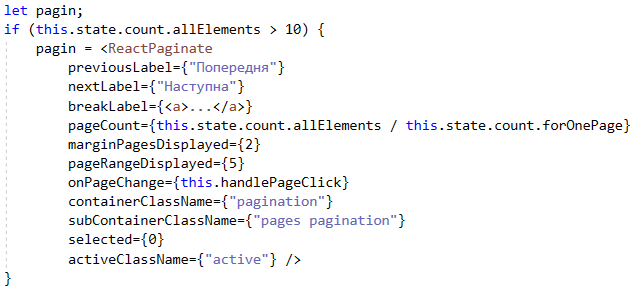 let pagin;
if (this.state.count.allElements > 10) {
    pagin = <ReactPaginate
        previousLabel={"Попередня"}
        nextLabel={"Наступна"}
        breakLabel={<a>...</a>}
        pageCount={this.state.count.allElements / this.state.count.forOnePage}
        marginPagesDisplayed={2}
        pageRangeDisplayed={5}
        onPageChange={this.handlePageClick}
        containerClassName={"pagination"}
        subContainerClassName={"pages pagination"}
        selected={0}
        activeClassName={"active"} />
}